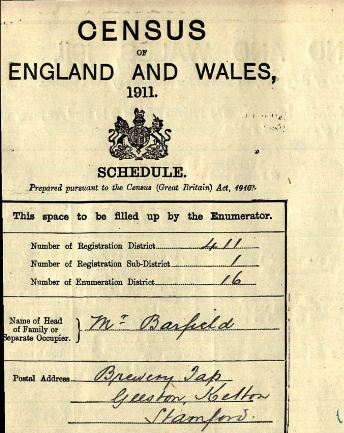 CENSUS
OF
ENGLAND AND WALES,
1911.
SCHEDULE.
Prepared pursuant to the Census (Great Britain) Act, 1910.
This space to be filled up by the Enumerator.
Number of Registration District 411
Number of Registration Sub-District 1
Number of Enumeration District 16
Name of Head
of Family or
Separate Occupier. } Mr Barfield
Postal Address Brewery Tap
Geeston, Ketton
Stamford.